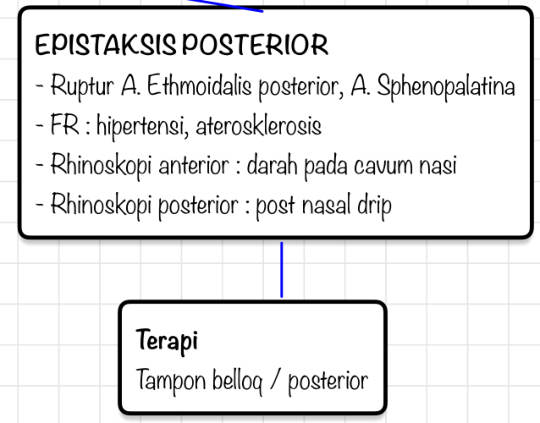 EPISTAKSIS POSTERIOR
- Ruptur A. Ethmoidalis posterior, A. Sphenopalatina
- FR : hipertensi, aterosklerosis
- Rhinoskopi anterior : darah pada cavum nasi
- Rhinoskopi posterior : post nasal drip
Terapi
Tampon belloq / posterior